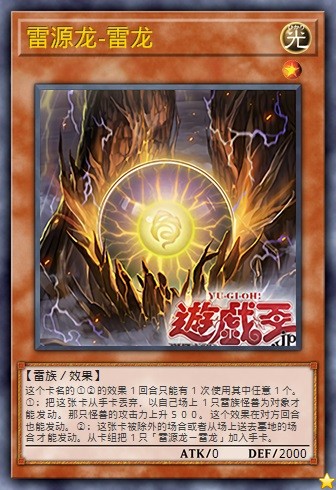 雷源龙-雷龙
光
YU-GI-OH!
遊戯王
.jp
【雷族／效果】
这个卡名的①②的效果１回合只能有１次使用其中任意１个。
①：把这张卡从手卡丢弃，以自己场上１只雷族怪兽为对象才
能发动。那只怪兽的攻击力上升５００。这个效果在对方回合
也能发动。②：这张卡被除外的场合或者从场上送去墓地的场
合才能发动。从卡组把１只「雷源龙－雷龙」加入手卡。
ATK/0 DEF/2000